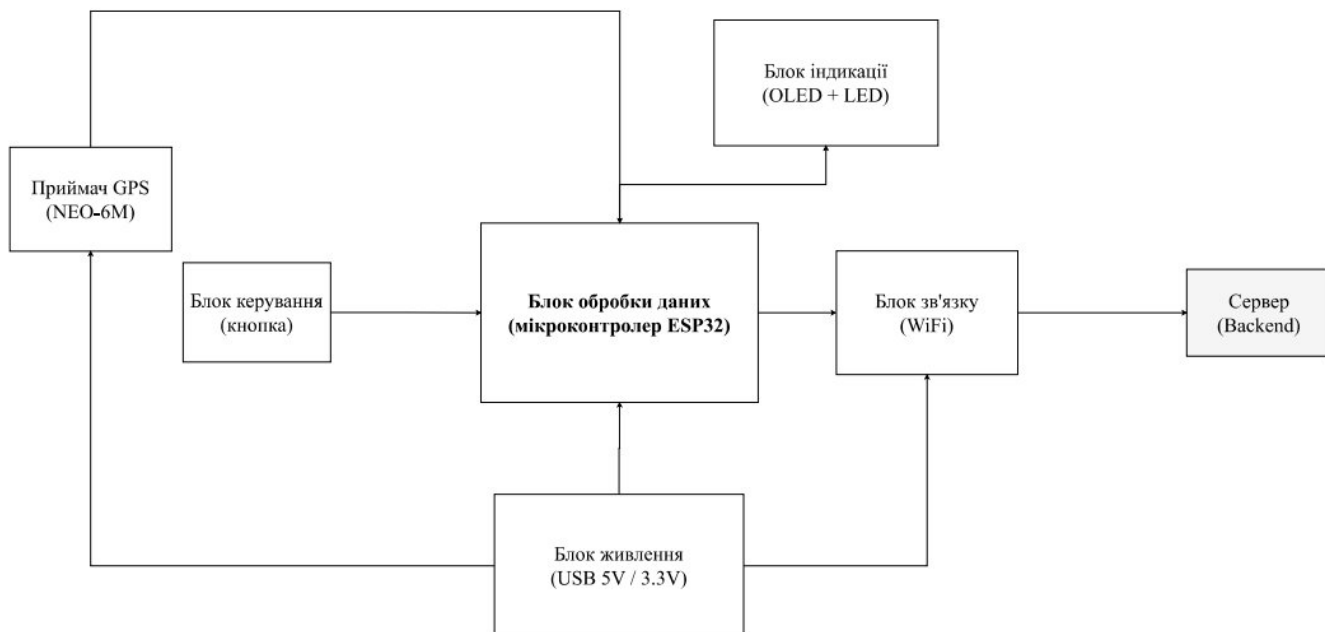 Блок індикації
(OLED + LED)
Приймач GPS
(NEO-6M)
Блок керування
(кнопка)
Блок обробки даних
(мікроконтролер ESP32)
Блок зв'язку
(WiFi)
Сервер
(Backend)
Блок живлення
(USB 5V / 3.3V)